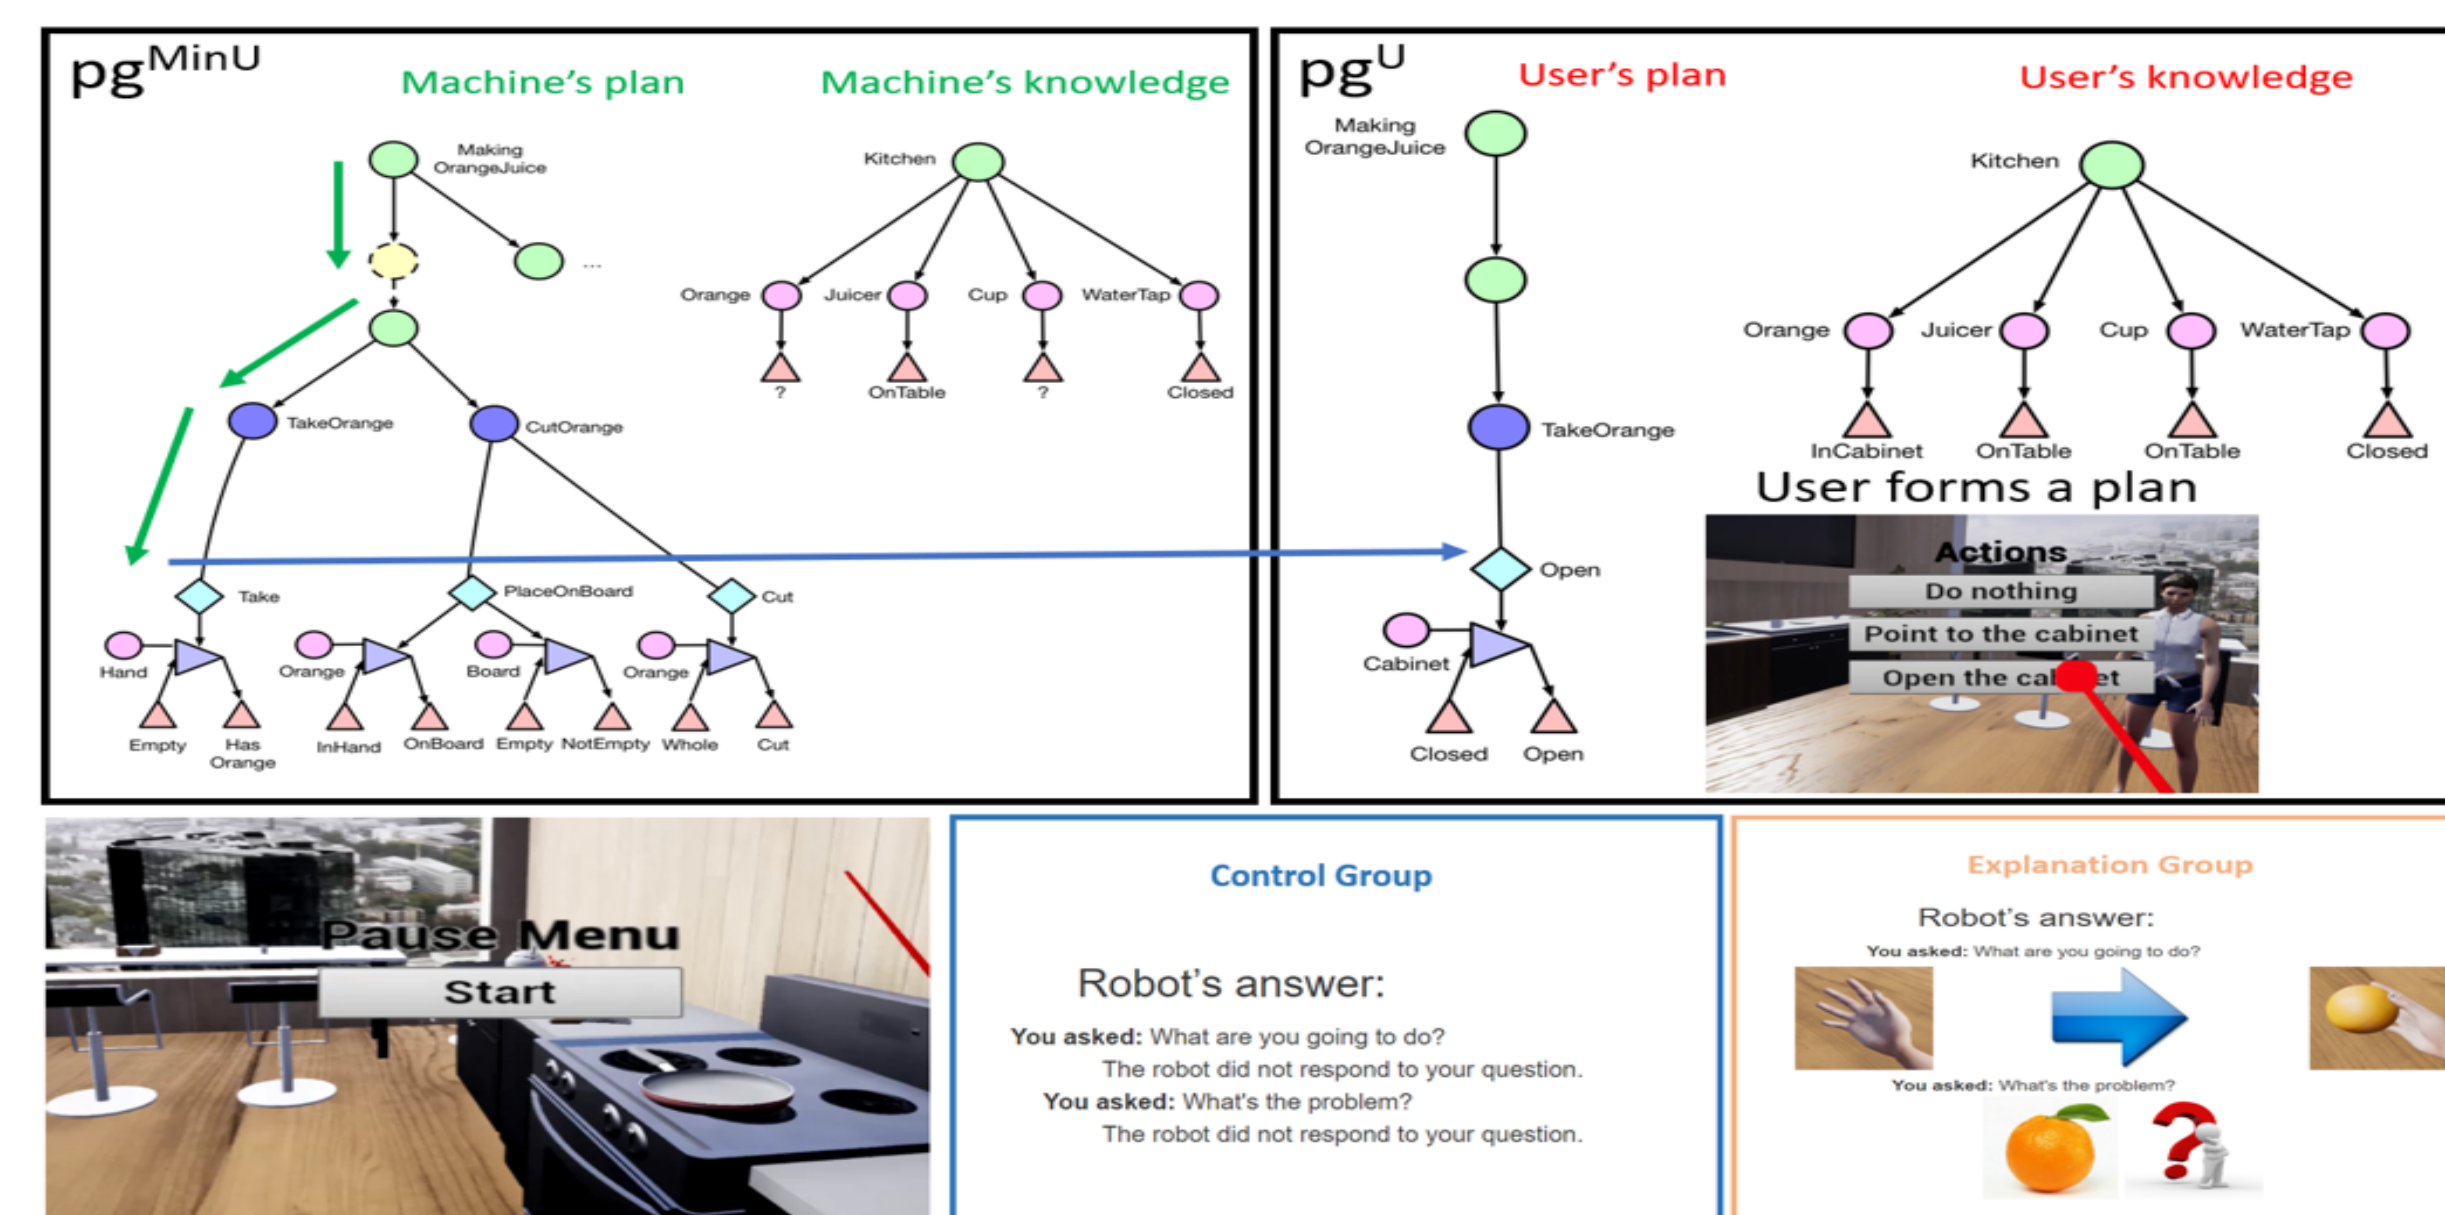 pgMinU
Machine's plan
Machine's knowledge
Making
OrangeJuice
...
Kitchen
Orange
Juicer
Cup
WaterTap
?
OnTable
?
Closed
TakeOrange
CutOrange
Take
PlaceOnBoard
Cut
Hand
Orange
Board
Orange
Empty
Has
Orange
InHand
OnBoard
Empty
NotEmpty
Whole
Cut
pgU
User's plan
User's knowledge
Making
OrangeJuice
Kitchen
Orange
Juicer
Cup
WaterTap
InCabinet
OnTable
OnTable
Closed
TakeOrange
Open
Cabinet
Closed
Open
User forms a plan
Actions
Do nothing
Point to the cabinet
Open the cabinet
Pause Menu
Start
Control Group
Robot's answer:
You asked: What are you going to do?
The robot did not respond to your question.
You asked: What's the problem?
The robot did not respond to your question.
Explanation Group
Robot's answer:
You asked: What are you going to do?
You asked: What's the problem?
?